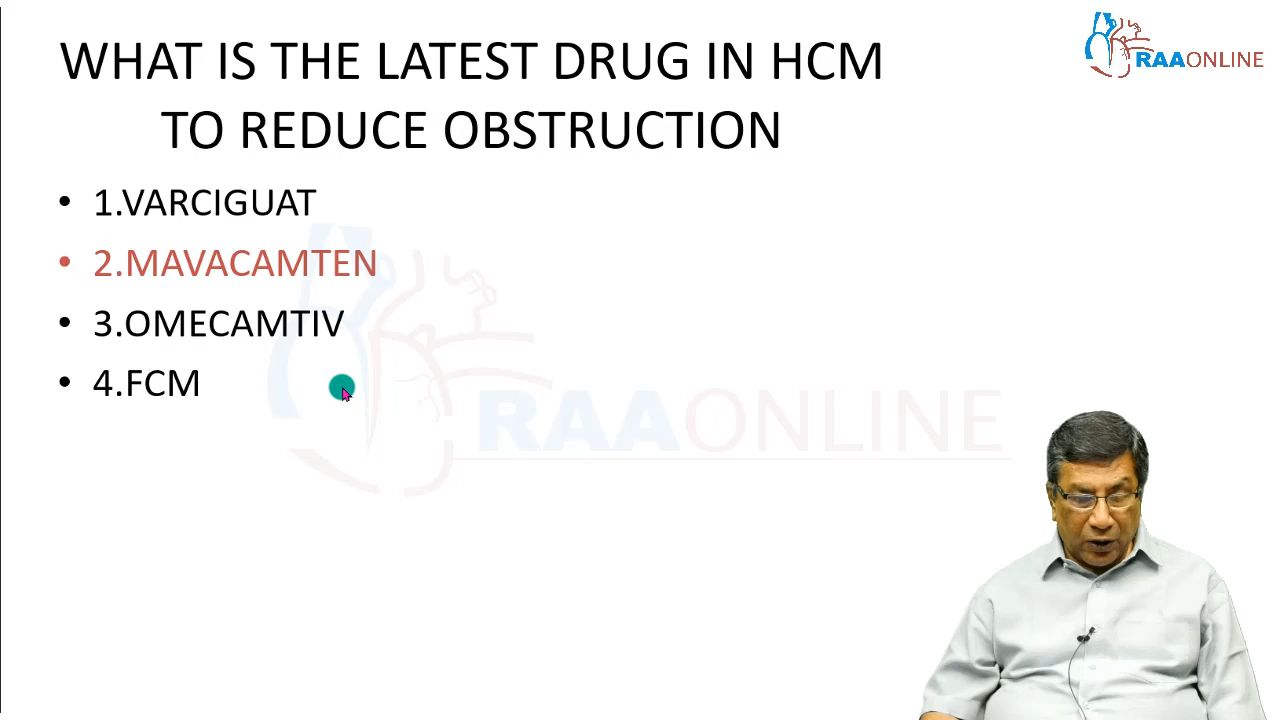 WHAT IS THE LATEST DRUG IN HCM
TO REDUCE OBSTRUCTION
RAAONLINE
• 1.VARCIGUAT
• 2.MAVACAMTEN
• 3.OMECAMTIV
• 4.FCM
RAAONLINE